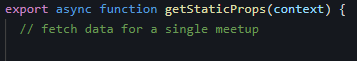 export async function getStaticProps(context) {
// fetch data for a single meetup